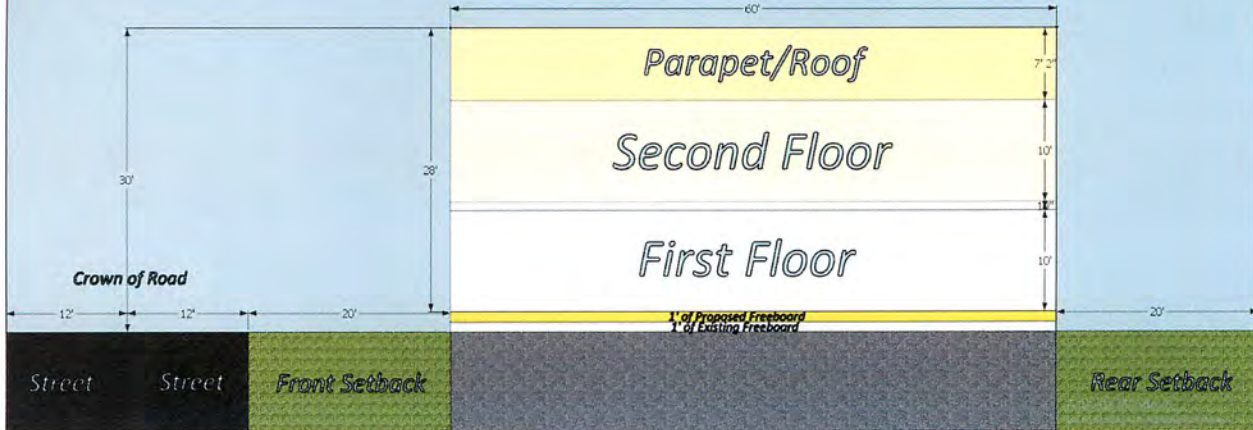 60'
Parapet/Roof
7' 2"
Second Floor
10'
30'
28'
First Floor
10'
Crown of Road
12'
12'
20'
1' of Proposed Freeboard
1' of Existing Freeboard
20'
Street
Street
Front Setback
Rear Setback